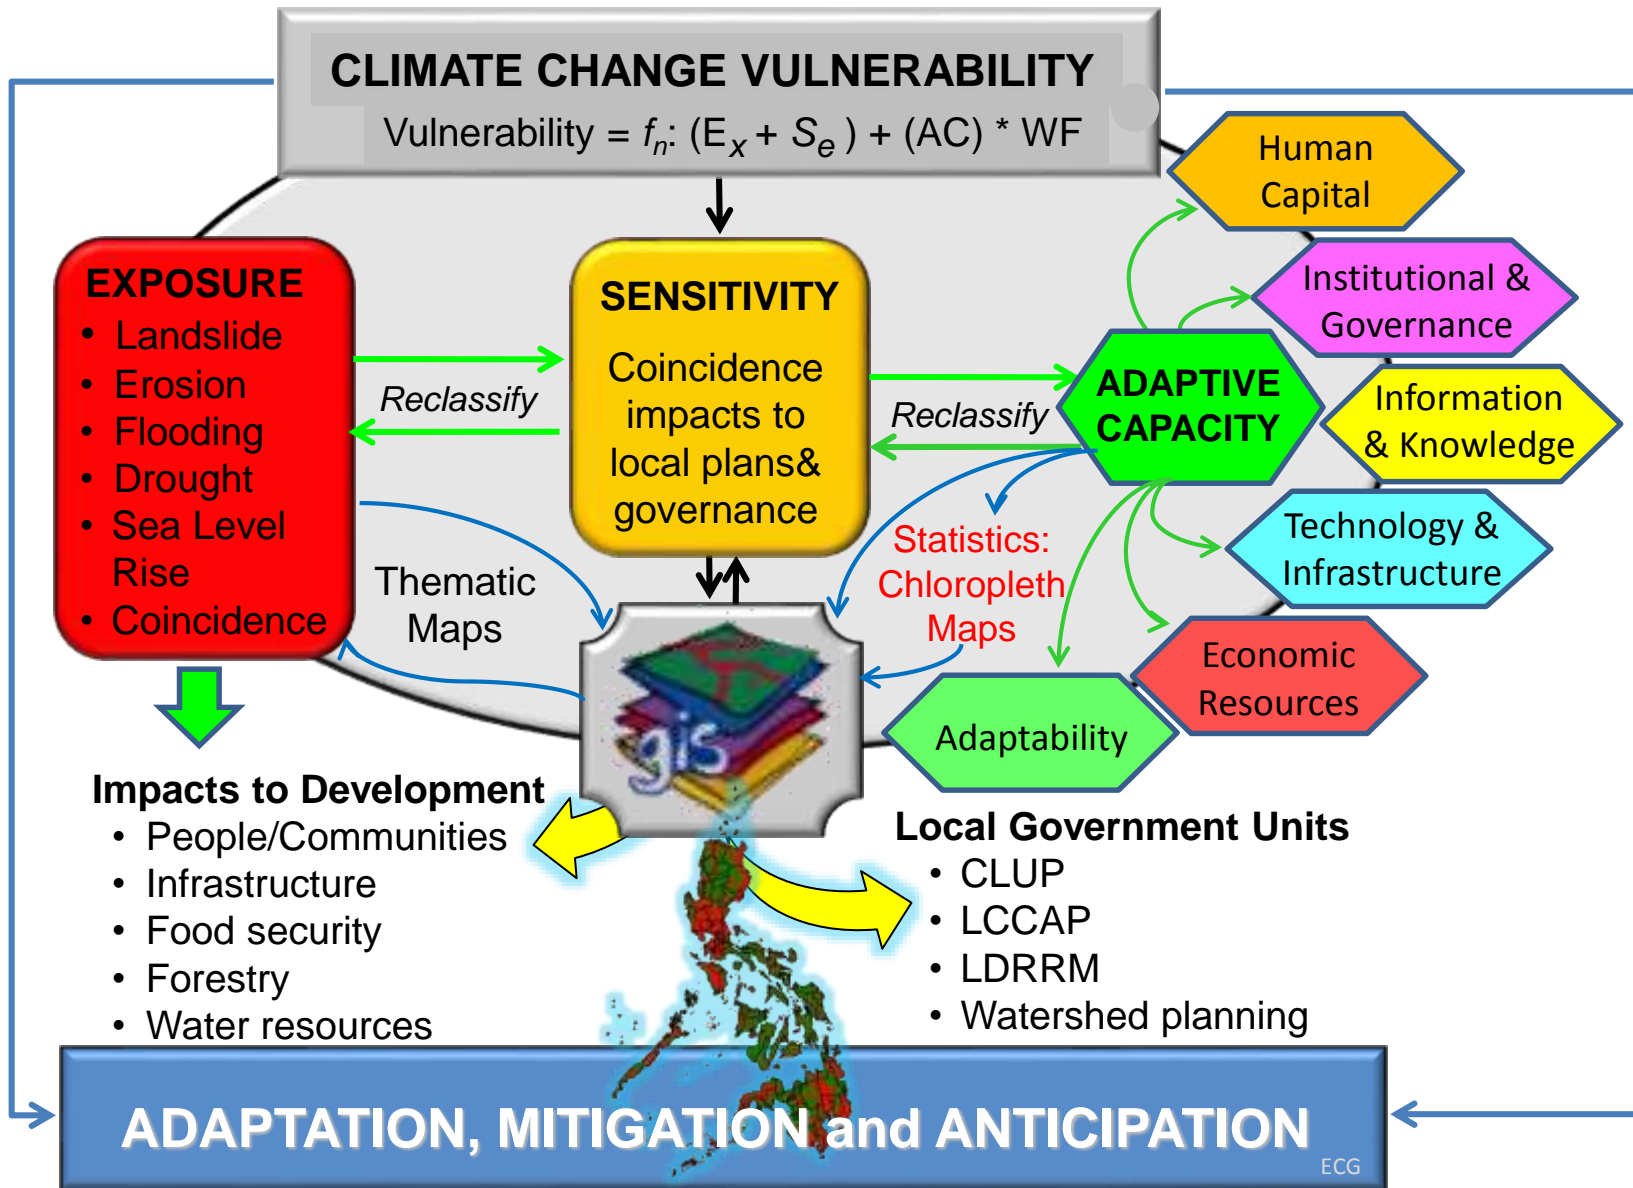 CLIMATE CHANGE VULNERABILITY
Vulnerability = fn: (Ex + Se ) + (AC) * WF
EXPOSURE
• Landslide
• Erosion
• Flooding
• Drought
• Sea Level
Rise
• Coincidence
Reclassify
SENSITIVITY
Coincidence
impacts to
local plans&
governance
Reclassify
ADAPTIVE
CAPACITY
Human
Capital
Institutional &
Governance
Information
& Knowledge
Technology &
Infrastructure
Economic
Resources
Adaptability
Thematic
Maps
Statistics:
Chloropleth
Maps
gis
Impacts to Development
• People/Communities
• Infrastructure
• Food security
• Forestry
• Water resources
Local Government Units
• CLUP
• LCCAP
• LDRRM
• Watershed planning
ADAPTATION, MITIGATION and ANTICIPATION
ECG